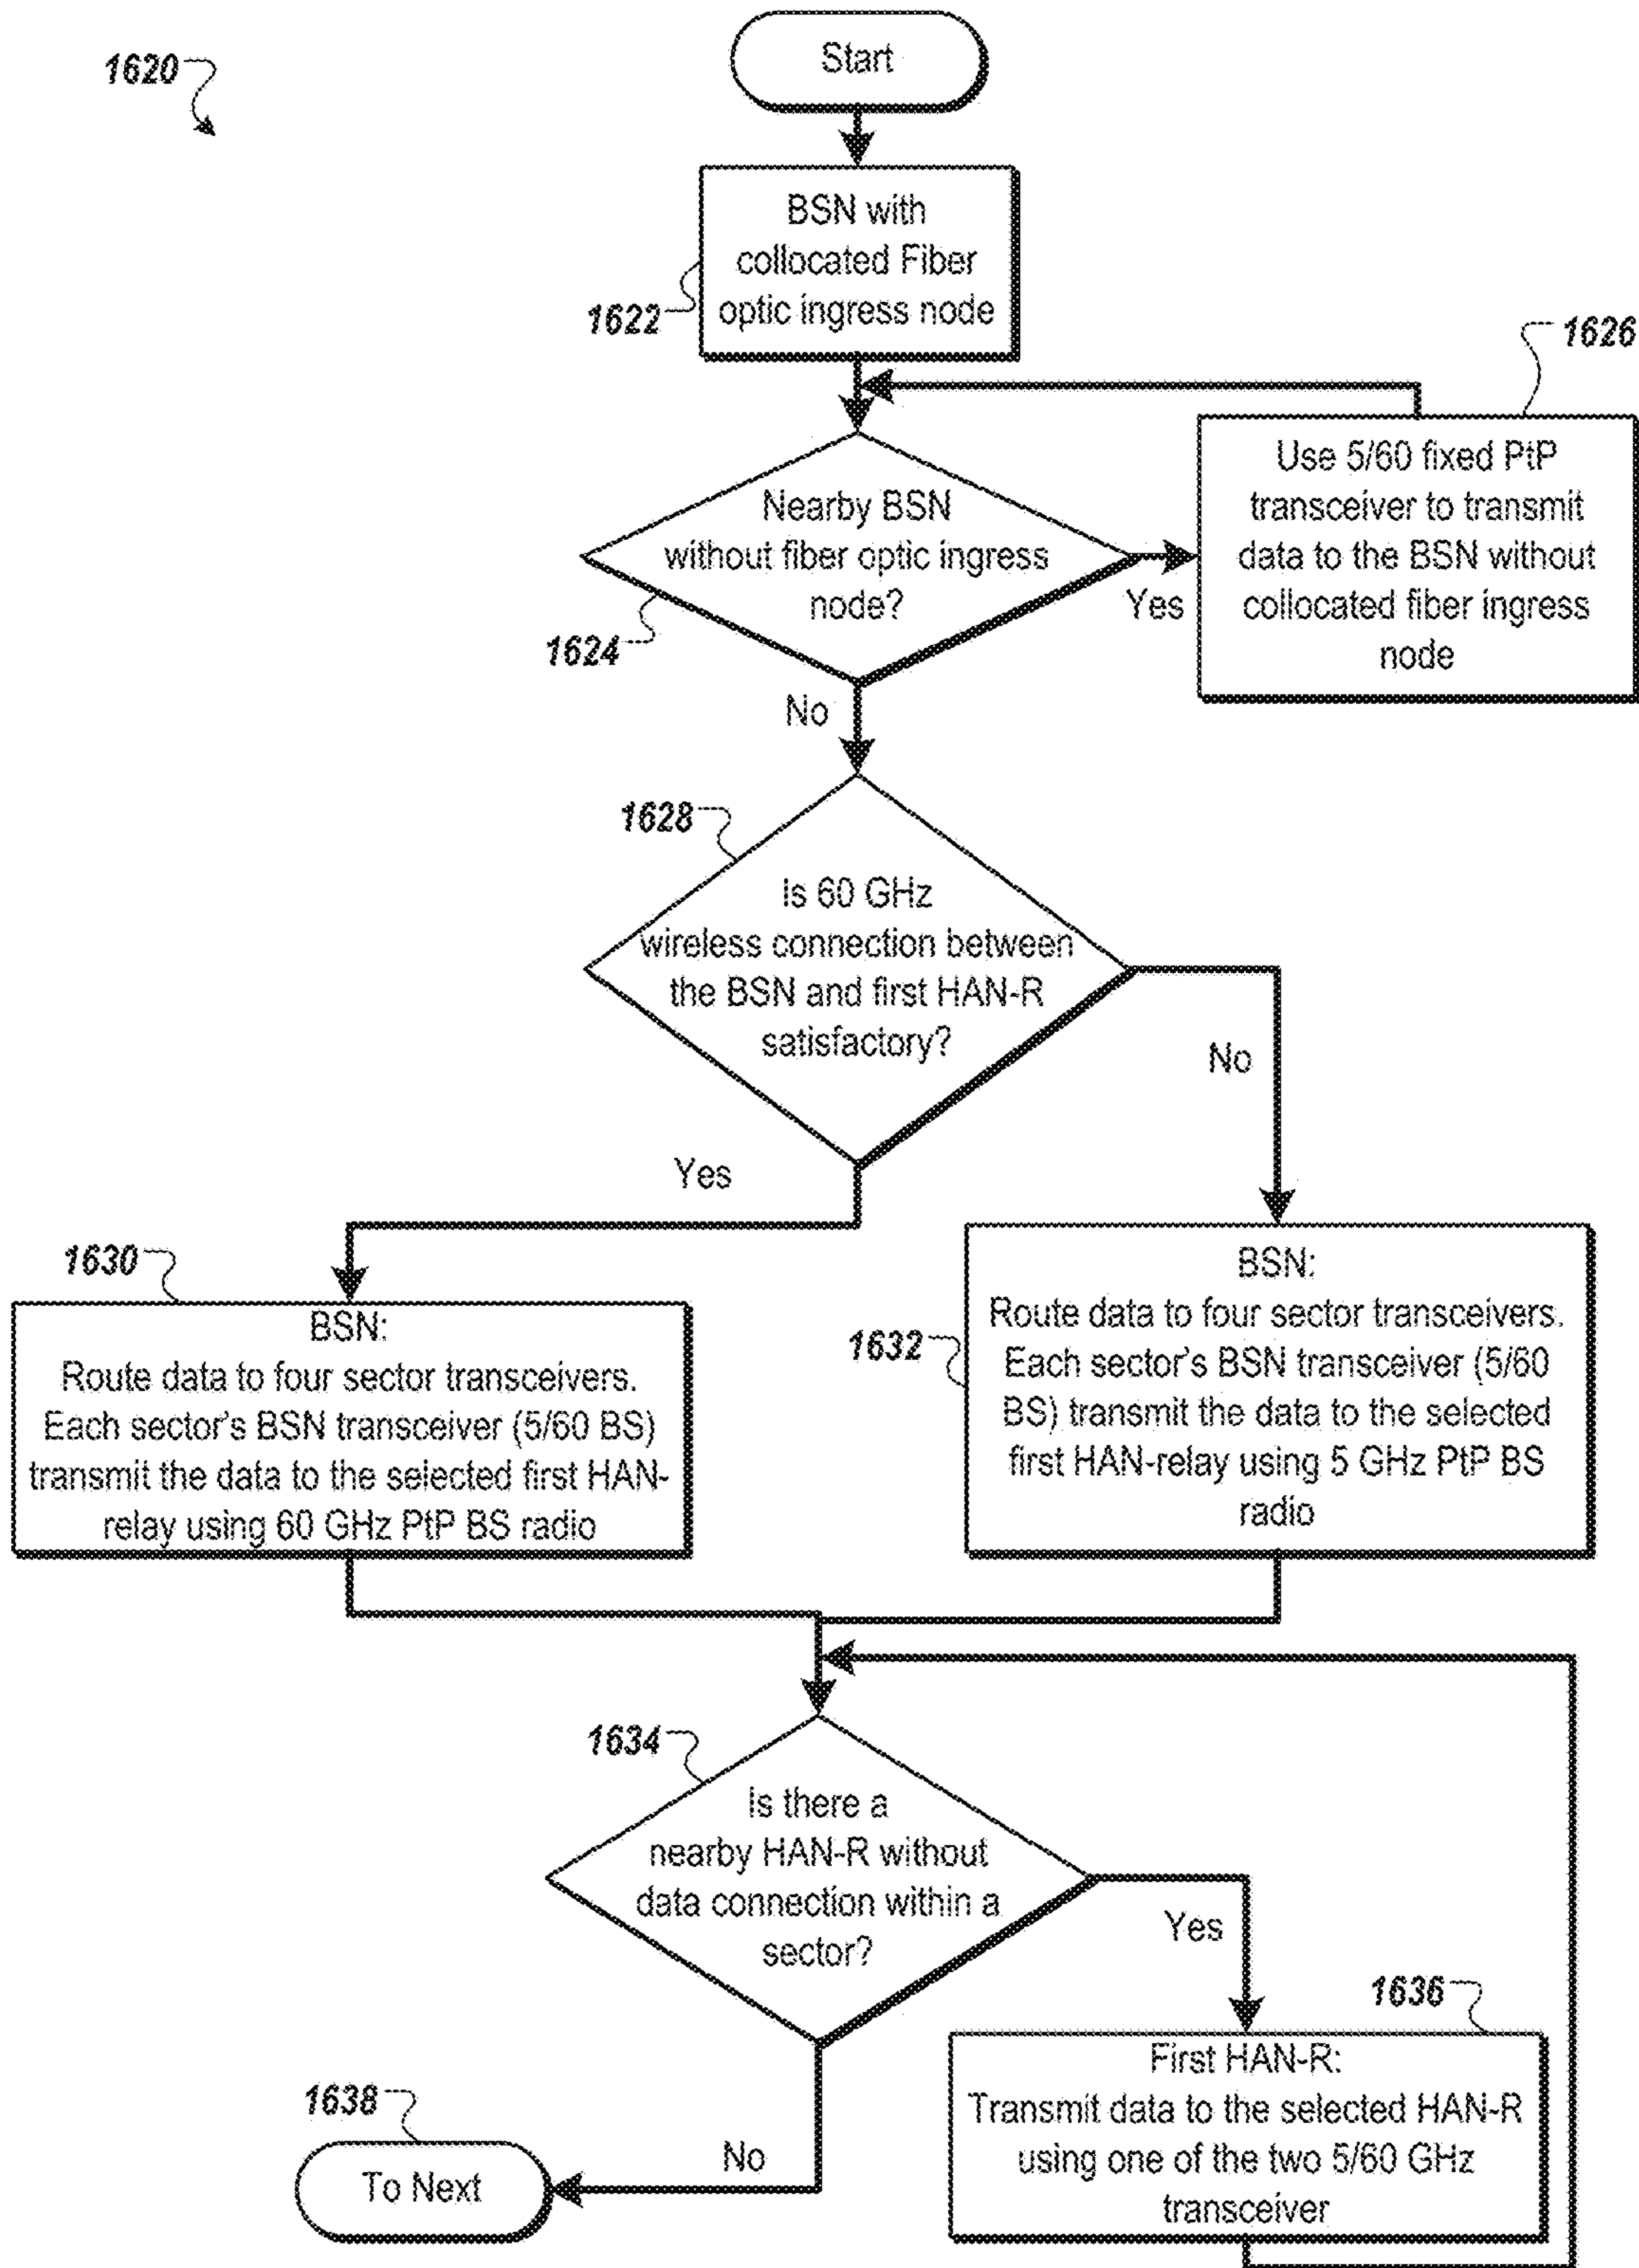 1620
Start
BSN with
collocated Fiber
optic ingress node
1622
1626
Use 5/60 fixed PtP
transceiver to transmit
data to the BSN without
collocated fiber ingress
node
Nearby BSN
without fiber optic ingress
node?
Yes
1624
No
1628
Is 60 GHz
wireless connection between
the BSN and first HAN-R
satisfactory?
No
Yes
1630
BSN:
Route data to four sector transceivers.
Each sector's BSN transceiver (5/60 BS)
transmit the data to the selected first HAN-
relay using 60 GHz PtP BS radio
1632
BSN:
Route data to four sector transceivers.
Each sector's BSN transceiver (5/60
BS) transmit the data to the selected
first HAN-relay using 5 GHz PtP BS
radio
1634
Is there a
nearby HAN-R without
data connection within a
sector?
Yes
1636
First HAN-R:
Transmit data to the selected HAN-R
using one of the two 5/60 GHz
transceiver
1638
No
To Next